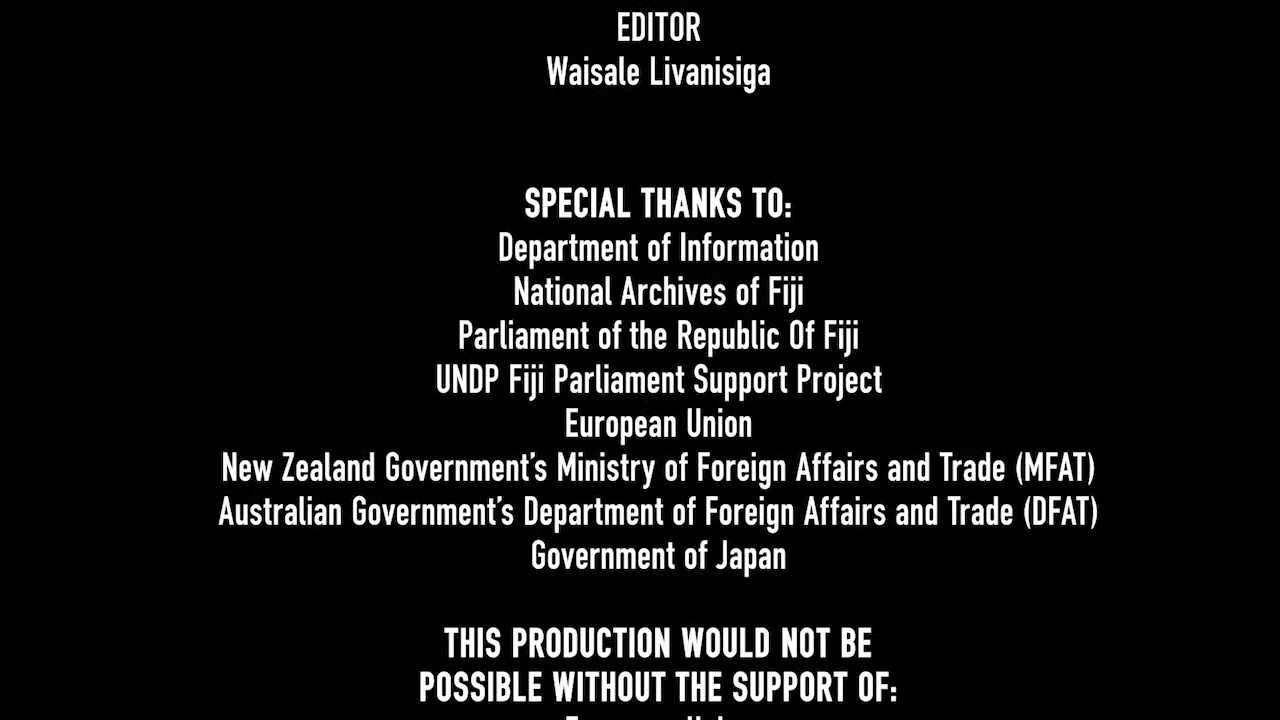 EDITOR
Waisale Livanisiga
SPECIAL THANKS TO:
Department of Information
National Archives of Fiji
Parliament of the Republic Of Fiji
UNDP Fiji Parliament Support Project
European Union
New Zealand Government's Ministry of Foreign Affairs and Trade (MFAT)
Australian Government's Department of Foreign Affairs and Trade (DFAT)
Government of Japan
THIS PRODUCTION WOULD NOT BE
POSSIBLE WITHOUT THE SUPPORT OF: